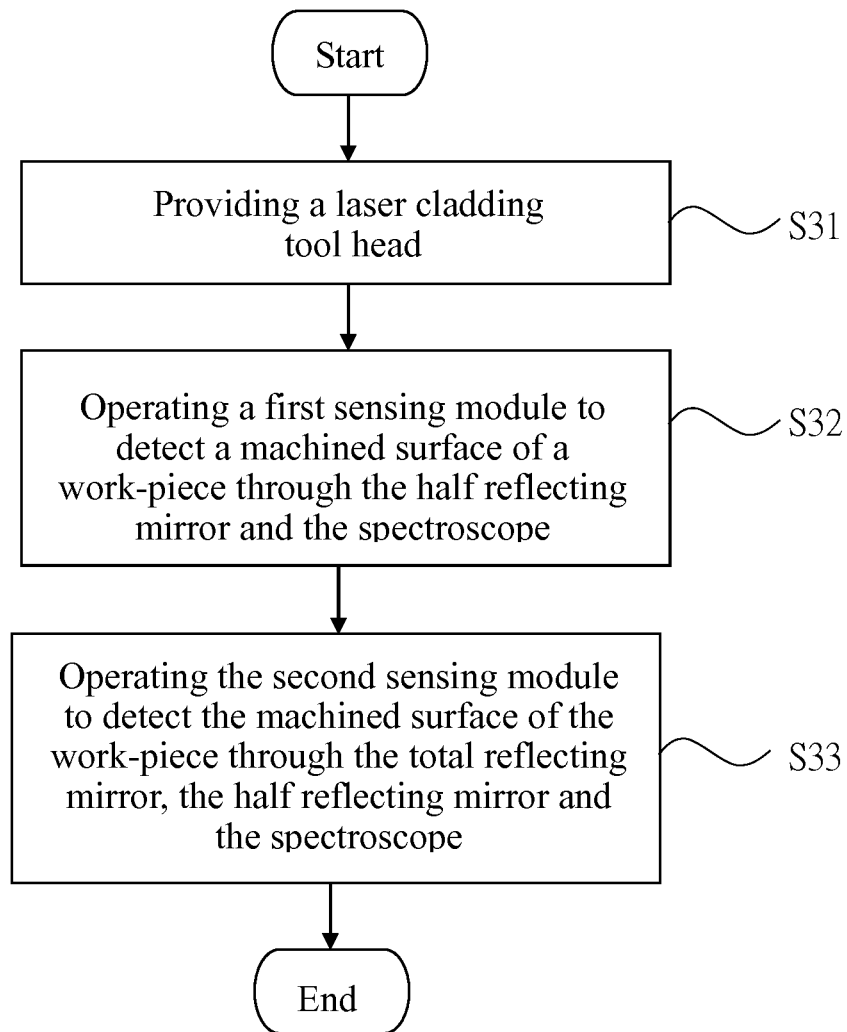 Start
Providing a laser cladding
tool head
S31
Operating a first sensing module to
detect a machined surface of a
work-piece through the half reflecting
mirror and the spectroscope
S32
Operating the second sensing module
to detect the machined surface of the
work-piece through the total reflecting
mirror, the half reflecting mirror and
the spectroscope
S33
End